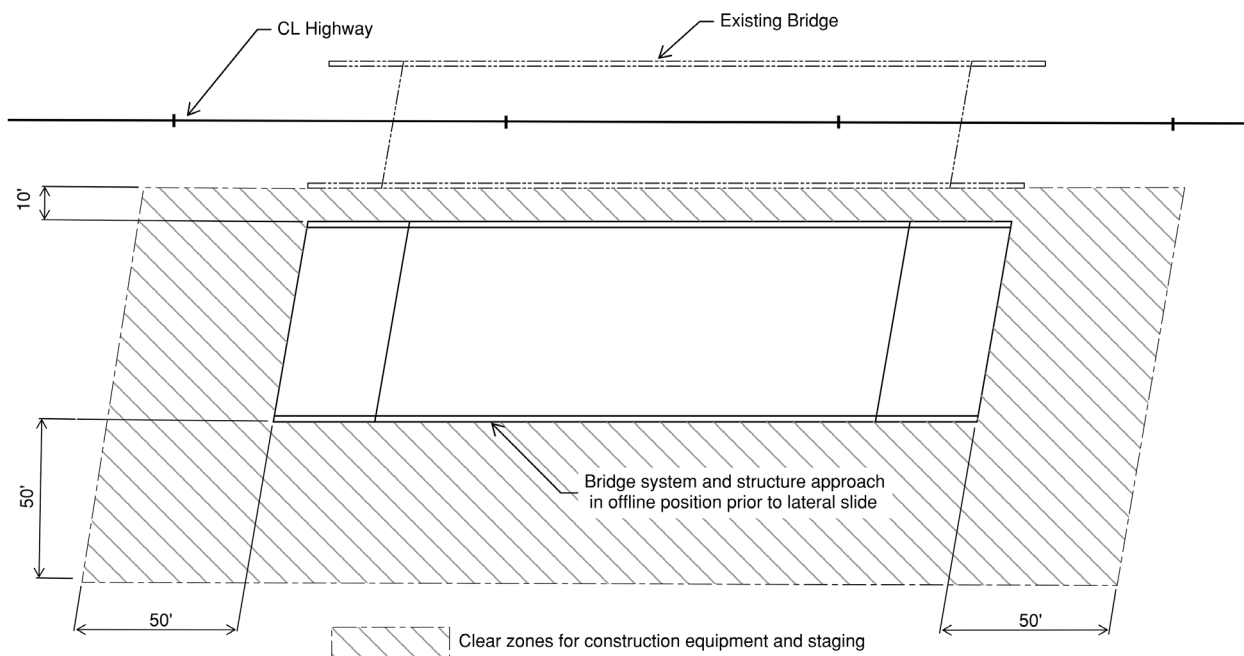 Existing Bridge
CL Highway
10'
50'
Bridge system and structure approach
in offline position prior to lateral slide
50'
50'
Clear zones for construction equipment and staging